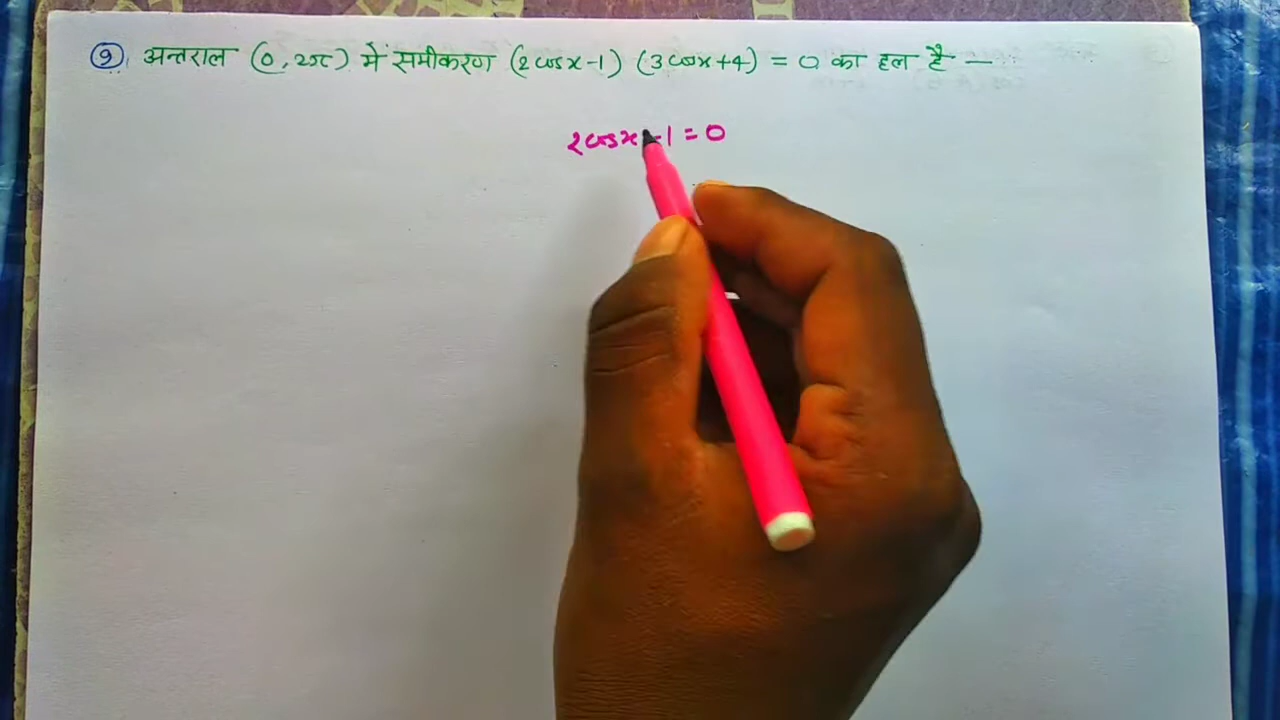 9 अन्तराल (0, 2π) में समीकरण (2cosx-1) (3cosx+4) = 0 का हल है —
2cosx-1 = 0